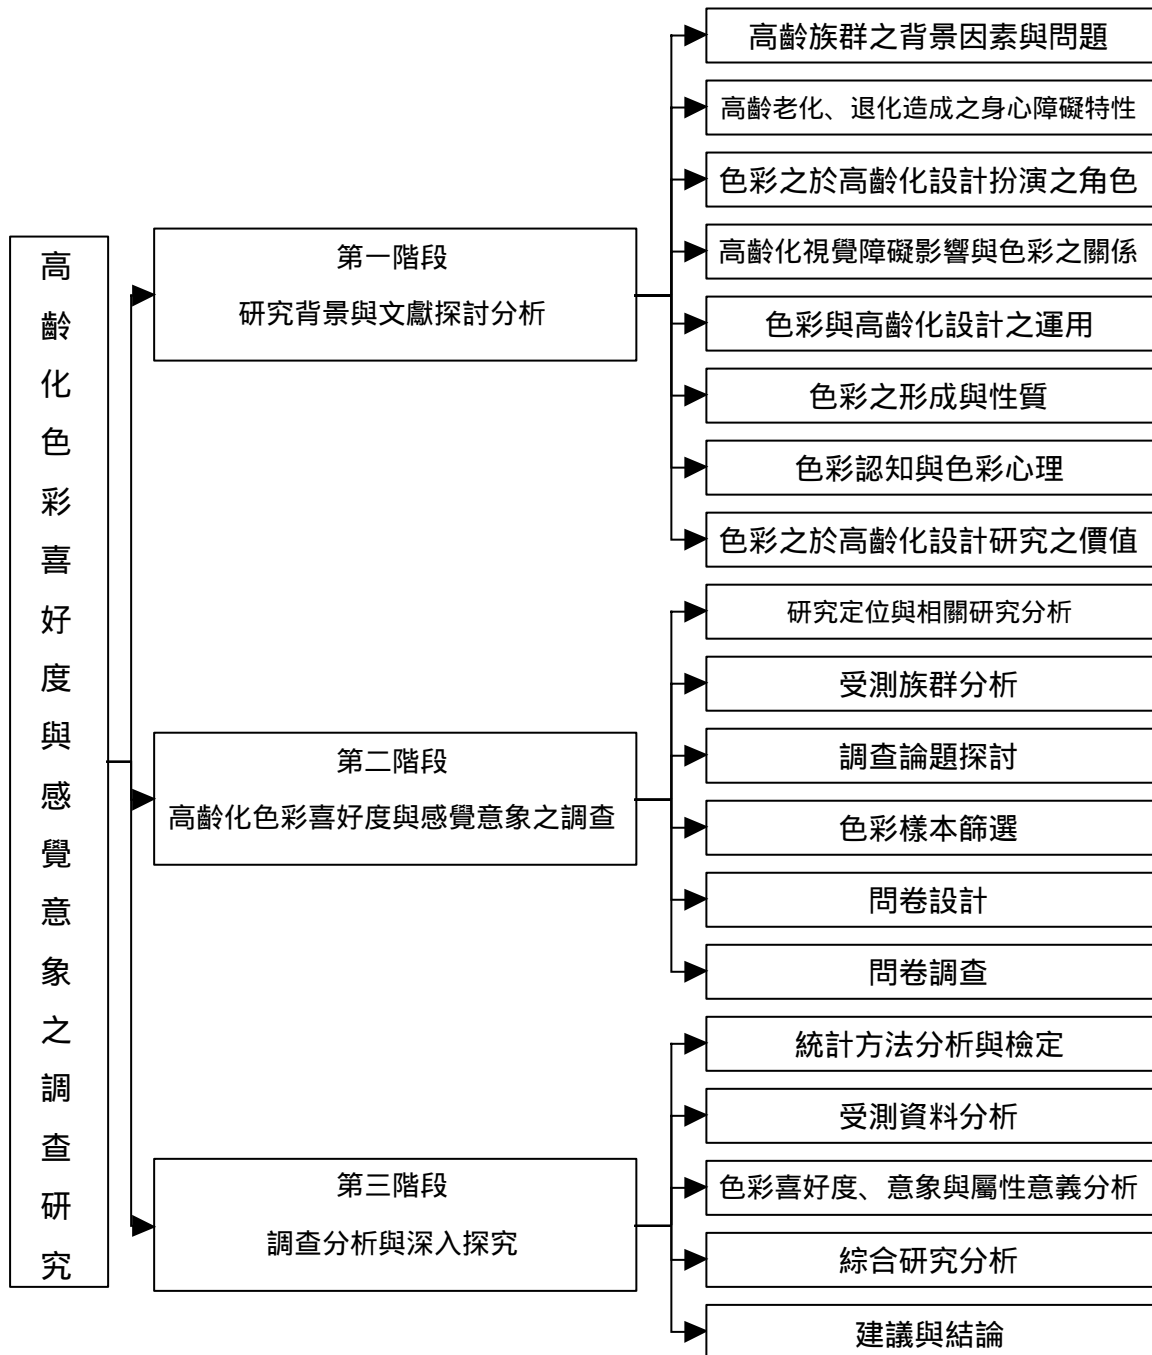 高齡化色彩喜好度與感覺意象之調查研究
第一階段
研究背景與文獻探討分析
高齡族群之背景因素與問題
高齡老化、退化造成之身心障礙特性
色彩之於高齡化設計扮演之角色
高齡化視覺障礙影響與色彩之關係
色彩與高齡化設計之運用
色彩之形成與性質
色彩認知與色彩心理
色彩之於高齡化設計研究之價值
第二階段
高齡化色彩喜好度與感覺意象之調查
研究定位與相關研究分析
受測族群分析
調查論題探討
色彩樣本篩選
問卷設計
問卷調查
第三階段
調查分析與深入探究
統計方法分析與檢定
受測資料分析
色彩喜好度、意象與屬性意義分析
綜合研究分析
建議與結論